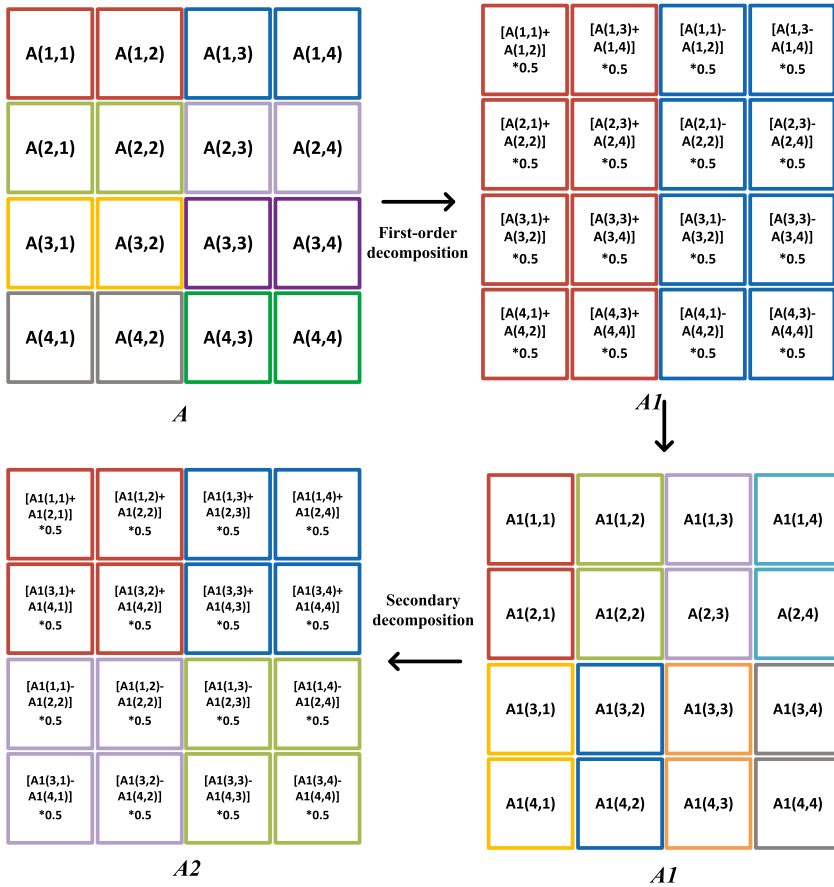 A(1,1) A(1,2) A(1,3) A(1,4)
A(2,1) A(2,2) A(2,3) A(2,4)
A(3,1) A(3,2) A(3,3) A(3,4)
A(4,1) A(4,2) A(4,3) A(4,4)
A
First-order
decomposition
[A(1,1)+ [A(1,3)+ [A(1,1)- [A(1,3-
A(1,2)] A(1,4)] A(1,2)] A(1,4)]
*0.5 *0.5 *0.5 *0.5
[A(2,1)+ [A(2,3)+ [A(2,1)- [A(2,3)-
A(2,2)] A(2,4)] A(2,2)] A(2,4)]
*0.5 *0.5 *0.5 *0.5
[A(3,1)+ [A(3,3)+ [A(3,1)- [A(3,3)-
A(3,2)] A(3,4)] A(3,2)] A(3,4)]
*0.5 *0.5 *0.5 *0.5
[A(4,1)+ [A(4,3)+ [A(4,1)- [A(4,3)-
A(4,2)] A(4,4)] A(4,2)] A(4,4)]
*0.5 *0.5 *0.5 *0.5
A1
[A1(1,1)+ [A1(1,2)+ [A1(1,3)+ [A1(1,4)+
A1(2,1)] A1(2,2)] A1(2,3)] A1(2,4)]
*0.5 *0.5 *0.5 *0.5
[A1(3,1)+ [A1(3,2)+ [A1(3,3)+ [A1(3,4)+
A1(4,1)] A1(4,2)] A1(4,3)] A1(4,4)]
*0.5 *0.5 *0.5 *0.5
[A1(1,1)- [A1(1,2)- [A1(1,3)- [A1(1,4)-
A1(2,2)] A1(2,2)] A1(2,3)] A1(2,4)]
*0.5 *0.5 *0.5 *0.5
[A1(3,1)- [A1(3,2)- [A1(3,3)- [A1(3,4)-
A1(4,1)] A1(4,2)] A1(4,3)] A1(4,4)]
*0.5 *0.5 *0.5 *0.5
A2
Secondary
decomposition
A1(1,1) A1(1,2) A1(1,3) A1(1,4)
A1(2,1) A1(2,2) A(2,3) A(2,4)
A1(3,1) A1(3,2) A1(3,3) A1(3,4)
A1(4,1) A1(4,2) A1(4,3) A1(4,4)
A1